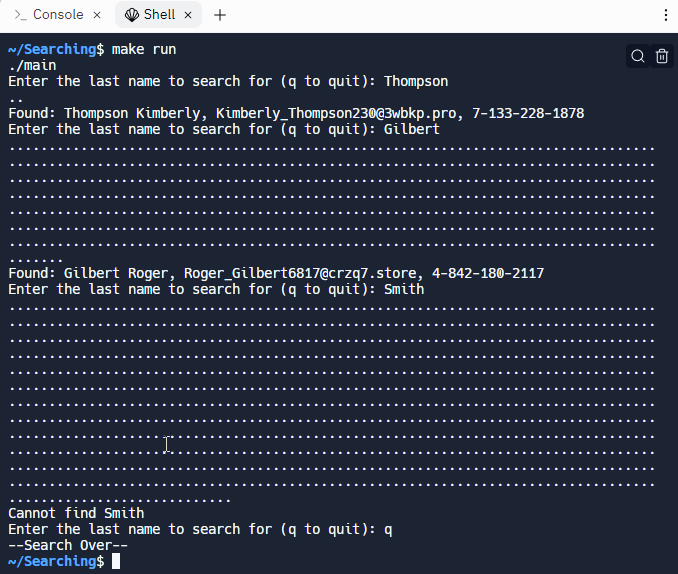 Console ×
Shell ×
~/Searching$ make run
./main
Enter the last name to search for (q to quit): Thompson
..
Found: Thompson Kimberly, Kimberly_Thompson230@3wbkp.pro, 7-133-228-1878
Enter the last name to search for (q to quit): Gilbert
.................................................................................
.................................................................................
.................................................................................
.................................................................................
.................................................................................
.................................................................................
.................................................................................
.......
Found: Gilbert Roger, Roger_Gilbert6817@crzq7.store, 4-842-180-2117
Enter the last name to search for (q to quit): Smith
.................................................................................
.................................................................................
.................................................................................
.................................................................................
.................................................................................
.................................................................................
.................................................................................
.................................................................................
.................................................................................
.................................................................................
.................................................................................
.................................................................................
............................
Cannot find Smith
Enter the last name to search for (q to quit): q
--Search Over--
~/Searching$